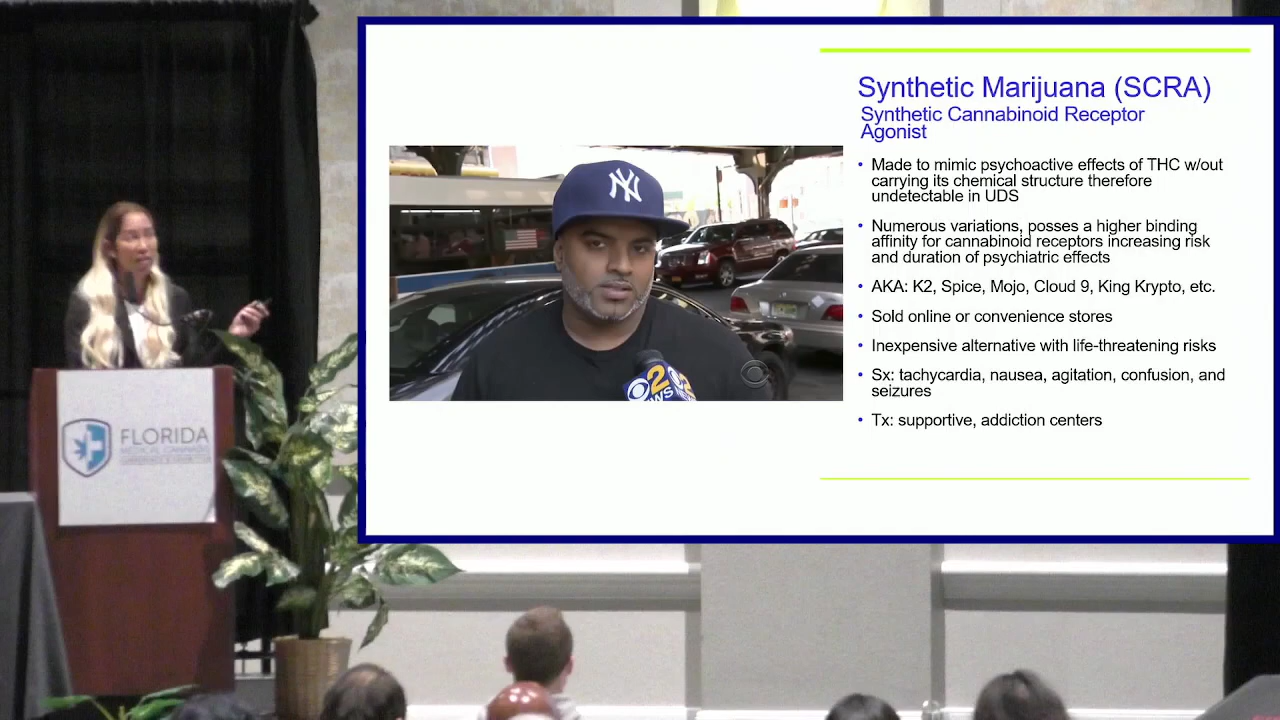 Synthetic Marijuana (SCRA)
Synthetic Cannabinoid Receptor
Agonist
• Made to mimic psychoactive effects of THC w/out
carrying its chemical structure therefore
undetectable in UDS
• Numerous variations, posses a higher binding
affinity for cannabinoid receptors increasing risk
and duration of psychiatric effects
• AKA: K2, Spice, Mojo, Cloud 9, King Krypto, etc.
• Sold online or convenience stores
• Inexpensive alternative with life-threatening risks
• Sx: tachycardia, nausea, agitation, confusion, and
seizures
• Tx: supportive, addiction centers
NY
2
NEWS
FLORIDA
MEDICAL CANNABIS